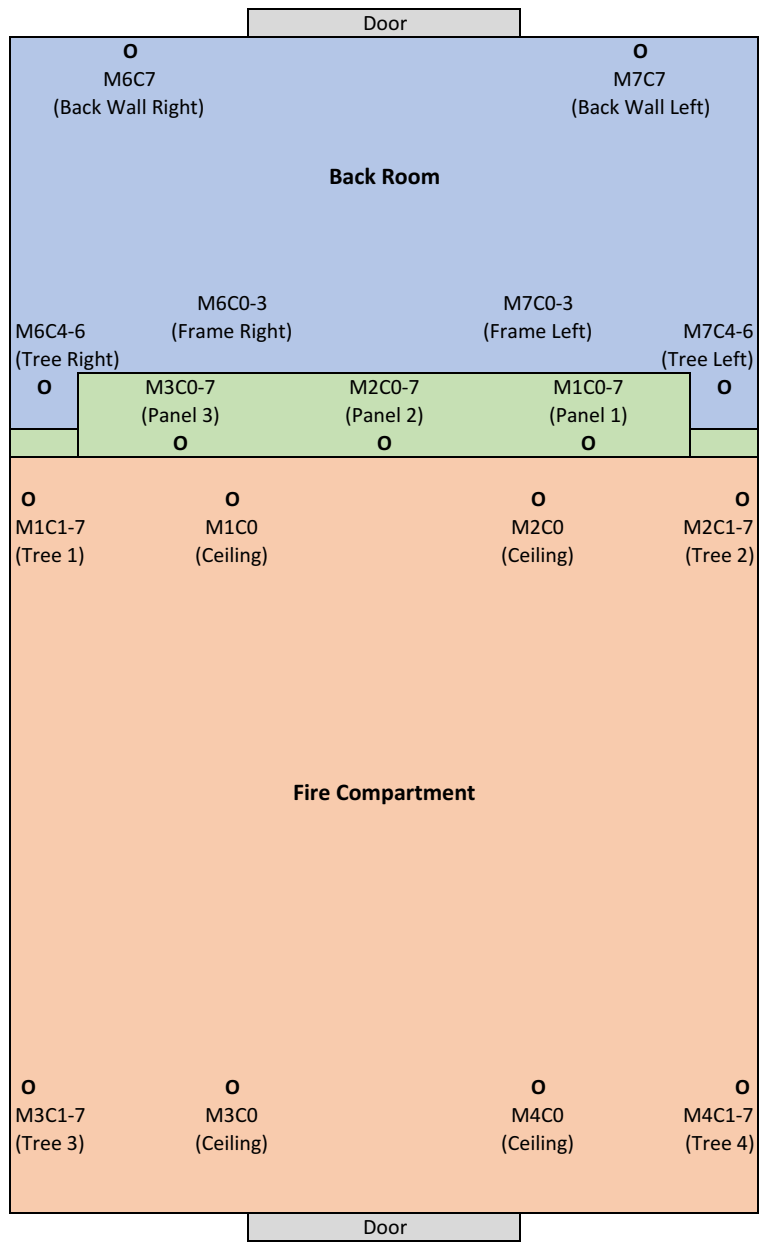 Door
O O
M6C7 M7C7
(Back Wall Right) (Back Wall Left)
Back Room
M6C0-3 M7C0-3
M6C4-6 (Frame Right) (Frame Left) M7C4-6
(Tree Right) (Tree Left)
O M3C0-7 M2C0-7 M1C0-7 O
(Panel 3) (Panel 2) (Panel 1)
O O O
O O O O
M1C1-7 M1C0 M2C0 M2C1-7
(Tree 1) (Ceiling) (Ceiling) (Tree 2)
Fire Compartment
O O O O
M3C1-7 M3C0 M4C0 M4C1-7
(Tree 3) (Ceiling) (Ceiling) (Tree 4)
Door